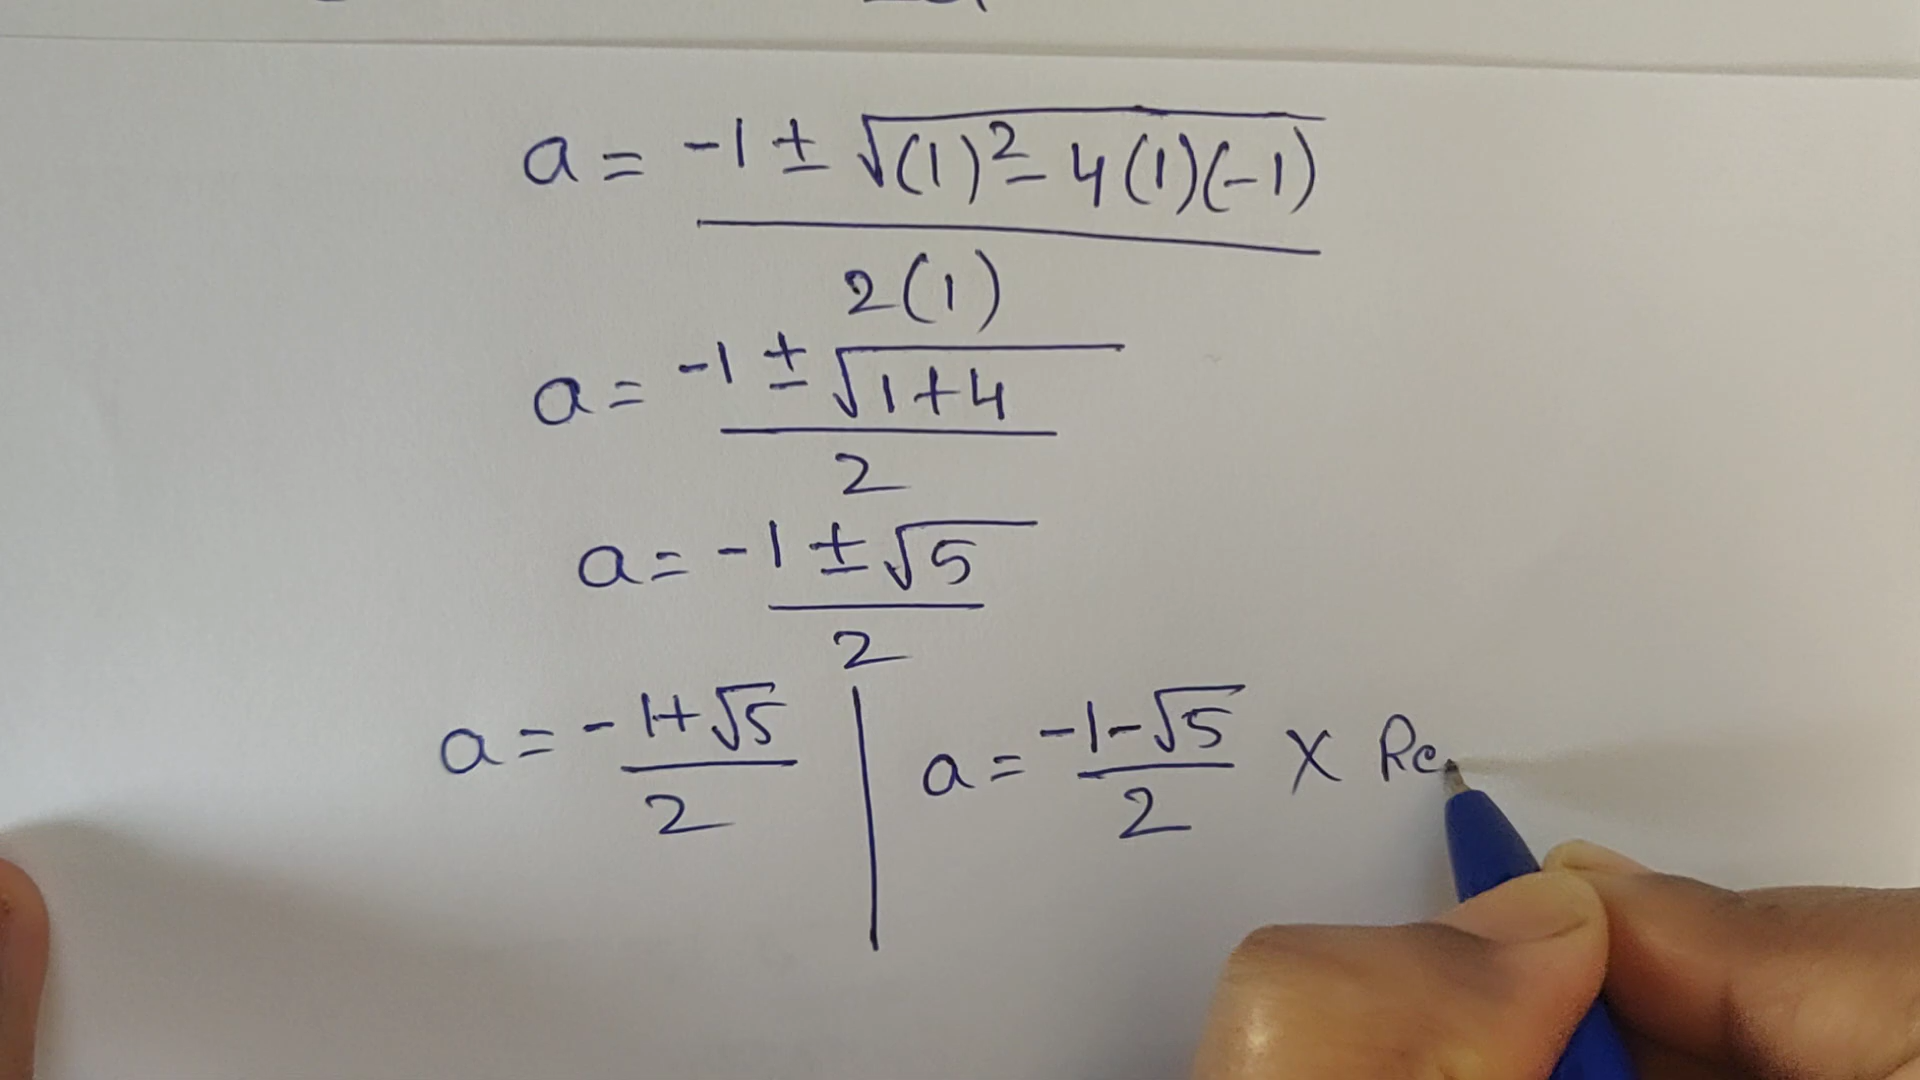 a = -1 ± √(1)² - 4(1)(-1)
2(1)
a = -1 ± √1+4
2
a = -1 ± √5
2
a = -1+√5 | a = -1-√5 X Re
2 2